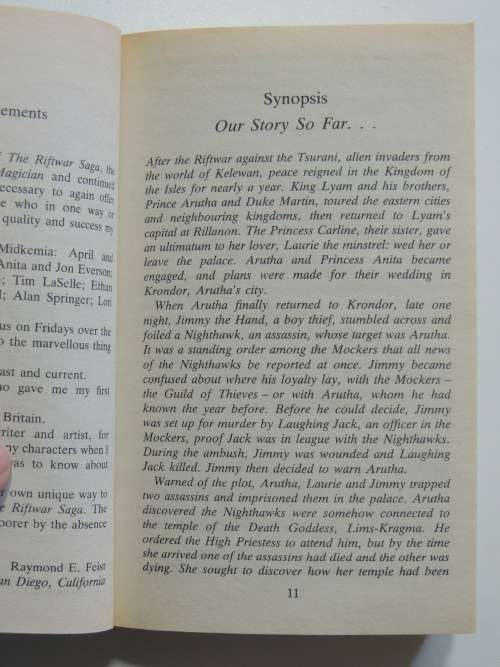 ements
f The Riftwar Saga, the
Magician and continued
ecessary to again offer
e who in one way or
quality and success my
Midkemia: April and
Anita and Jon Everson;
; Tim LaSelle; Ethan
l; Alan Springer; Lori
us on Fridays over the
o the marvellous thing
ast and current.
ho gave me my first
Britain.
riter and artist, for
ny characters when I
was to know about
r own unique way to
e Riftwar Saga. The
oorer by the absence
Raymond E. Feist
an Diego, California
Synopsis
Our Story So Far. . .
After the Riftwar against the Tsurani, alien invaders from
the world of Kelewan, peace reigned in the Kingdom of
the Isles for nearly a year. King Lyam and his brothers,
Prince Arutha and Duke Martin, toured the eastern cities
and neighbouring kingdoms, then returned to Lyam's
capital at Rillanon. The Princess Carline, their sister, gave
an ultimatum to her lover, Laurie the minstrel: wed her or
leave the palace. Arutha and Princess Anita became
engaged, and plans were made for their wedding in
Krondor, Arutha's city.
When Arutha finally returned to Krondor, late one
night, Jimmy the Hand, a boy thief, stumbled across and
foiled a Nighthawk, an assassin, whose target was Arutha.
It was a standing order among the Mockers that all news
of the Nighthawks be reported at once. Jimmy became
confused about where his loyalty lay, with the Mockers –
the Guild of Thieves – or with Arutha, whom he had
known the year before. Before he could decide, Jimmy
was set up for murder by Laughing Jack, an officer in the
Mockers, proof Jack was in league with the Nighthawks.
During the ambush, Jimmy was wounded and Laughing
Jack killed. Jimmy then decided to warn Arutha.
Warned of the plot, Arutha, Laurie and Jimmy trapped
two assassins and imprisoned them in the palace. Arutha
discovered the Nighthawks were somehow connected to
the temple of the Death Goddess, Lims-Kragma. He
ordered the High Priestess to attend him, but by the time
she arrived one of the assassins had died and the other was
dying. She sought to discover how her temple had been
11